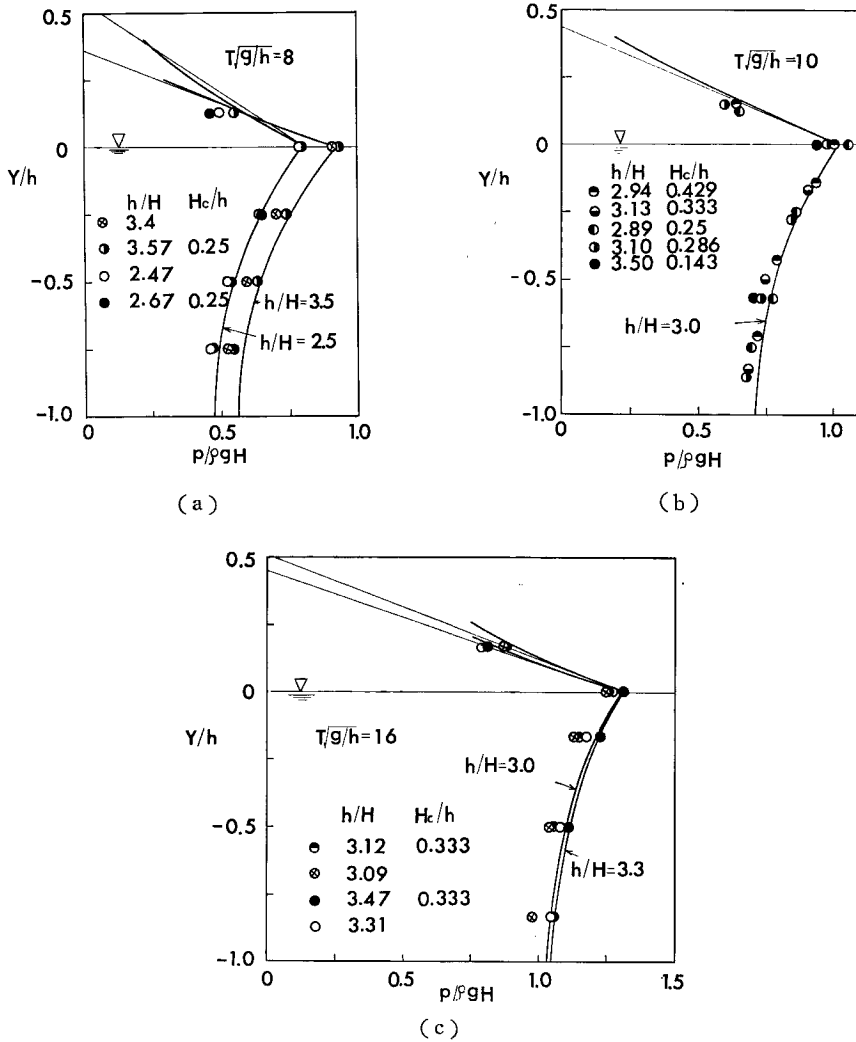 0.5
T√g/h=8
0
Y/h
h/H Hc/h
⊗ 3.4
◑ 3.57 0.25
○ 2.47
● 2.67 0.25
h/H=3.5
h/H=2.5
-0.5
-1.0
0 0.5 1.0
p/ρgH
(a)
0.5
T√g/h=10
0
Y/h
h/H Hc/h
2.94 0.429
3.13 0.333
2.89 0.25
3.10 0.286
3.50 0.143
-0.5
h/H=3.0
-1.0
0 0.5 1.0
p/ρgH
(b)
0.5
0
Y/h
T√g/h=16
h/H=3.0
h/H Hc/h
-0.5
3.12 0.333
⊗ 3.09
h/H=3.3
● 3.47 0.333
○ 3.31
-1.0
0 0.5 1.0 1.5
p/ρgH
(c)